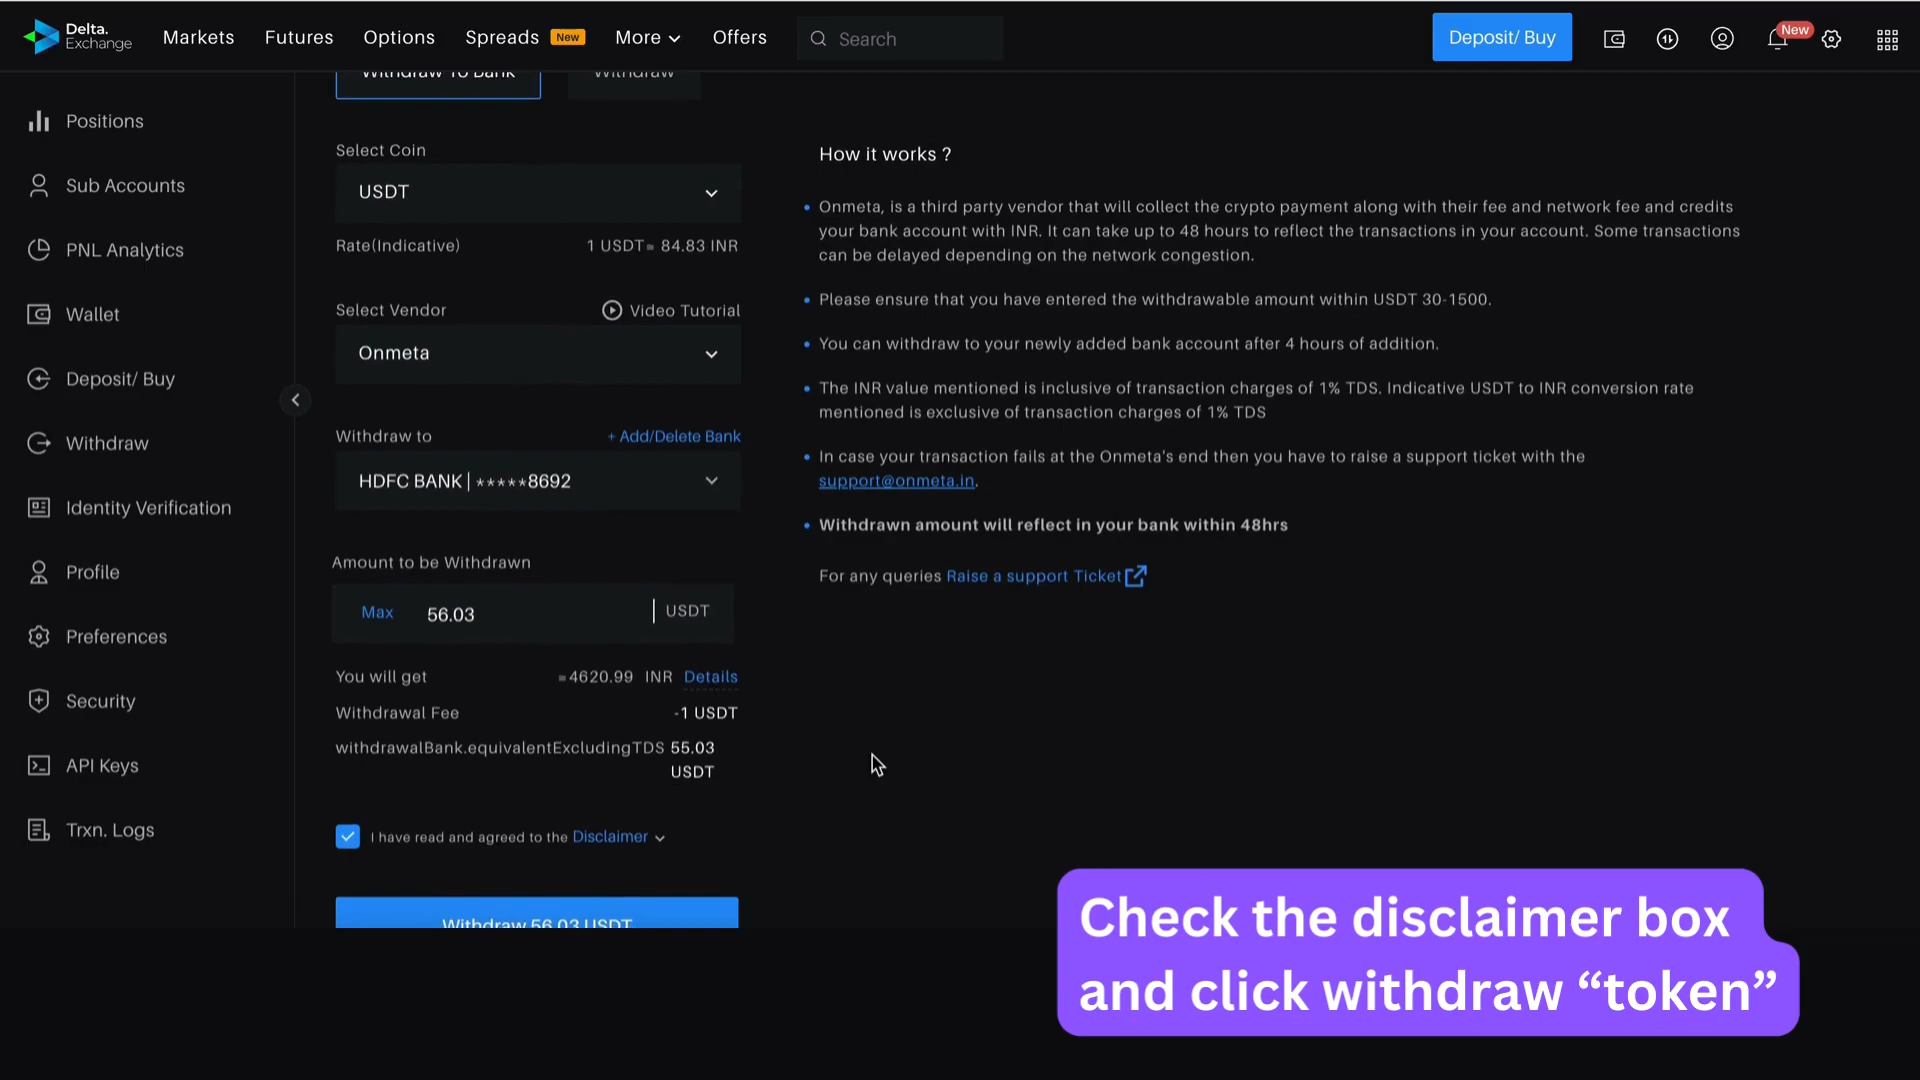 Delta.
Exchange
Markets
Futures
Options
Spreads
New
More
Offers
Search
Deposit/ Buy
New
Positions
Sub Accounts
PNL Analytics
Wallet
Deposit/ Buy
Withdraw
Identity Verification
Profile
Preferences
Security
API Keys
Trxn. Logs
Withdraw To Bank
Withdraw
Select Coin
USDT
Rate(Indicative)
1 USDT≈ 84.83 INR
Select Vendor
Video Tutorial
Onmeta
Withdraw to
+ Add/Delete Bank
HDFC BANK | *****8692
Amount to be Withdrawn
Max
56.03
USDT
You will get
≈4620.99 INR Details
Withdrawal Fee
-1 USDT
withdrawalBank.equivalentExcludingTDS 55.03
USDT
I have read and agreed to the Disclaimer
Withdraw 56.03 USDT
How it works ?
• Onmeta, is a third party vendor that will collect the crypto payment along with their fee and network fee and credits
your bank account with INR. It can take up to 48 hours to reflect the transactions in your account. Some transactions
can be delayed depending on the network congestion.
• Please ensure that you have entered the withdrawable amount within USDT 30-1500.
• You can withdraw to your newly added bank account after 4 hours of addition.
• The INR value mentioned is inclusive of transaction charges of 1% TDS. Indicative USDT to INR conversion rate
mentioned is exclusive of transaction charges of 1% TDS
• In case your transaction fails at the Onmeta's end then you have to raise a support ticket with the
support@onmeta.in.
• Withdrawn amount will reflect in your bank within 48hrs
For any queries Raise a support Ticket
Check the disclaimer box
and click withdraw “token”